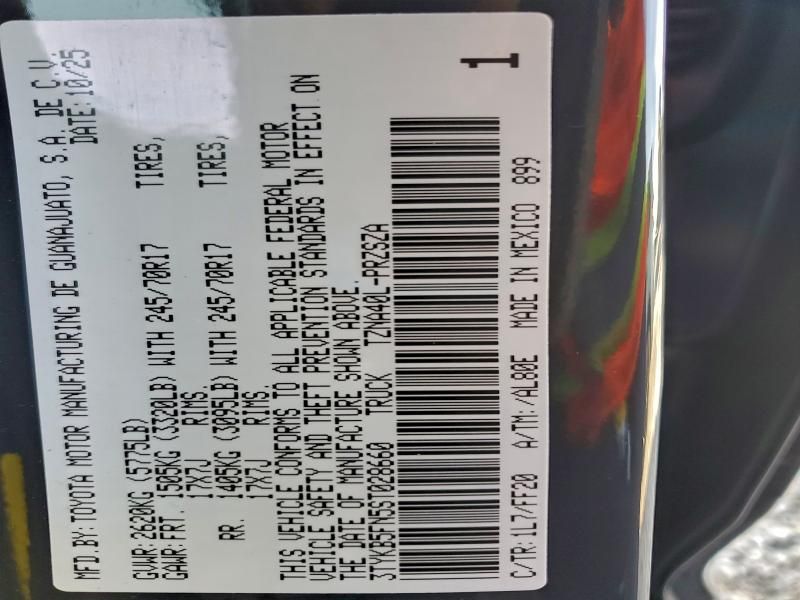 MFD. BY: TOYOTA MOTOR MANUFACTURING DE GUANAJUATO, S.A. DE C.V.
DATE: 10/25
GVWR: 2620KG (5775LB)
GAWR: FRT. 1505KG (3320LB) WITH 245/70R17 TIRES,
17X7J RIMS.
RR. 1405KG (3095LB) WITH 245/70R17 TIRES,
17X7J RIMS.
THIS VEHICLE CONFORMS TO ALL APPLICABLE FEDERAL MOTOR
VEHICLE SAFETY AND THEFT PREVENTION STANDARDS IN EFFECT ON
THE DATE OF MANUFACTURE SHOWN ABOVE.
3TYKB5FN5ST028660 TRUCK TZNA40L-PRZSZA
1
C/TR: 1L7/FF20 A/TM: /AL80E MADE IN MEXICO 899